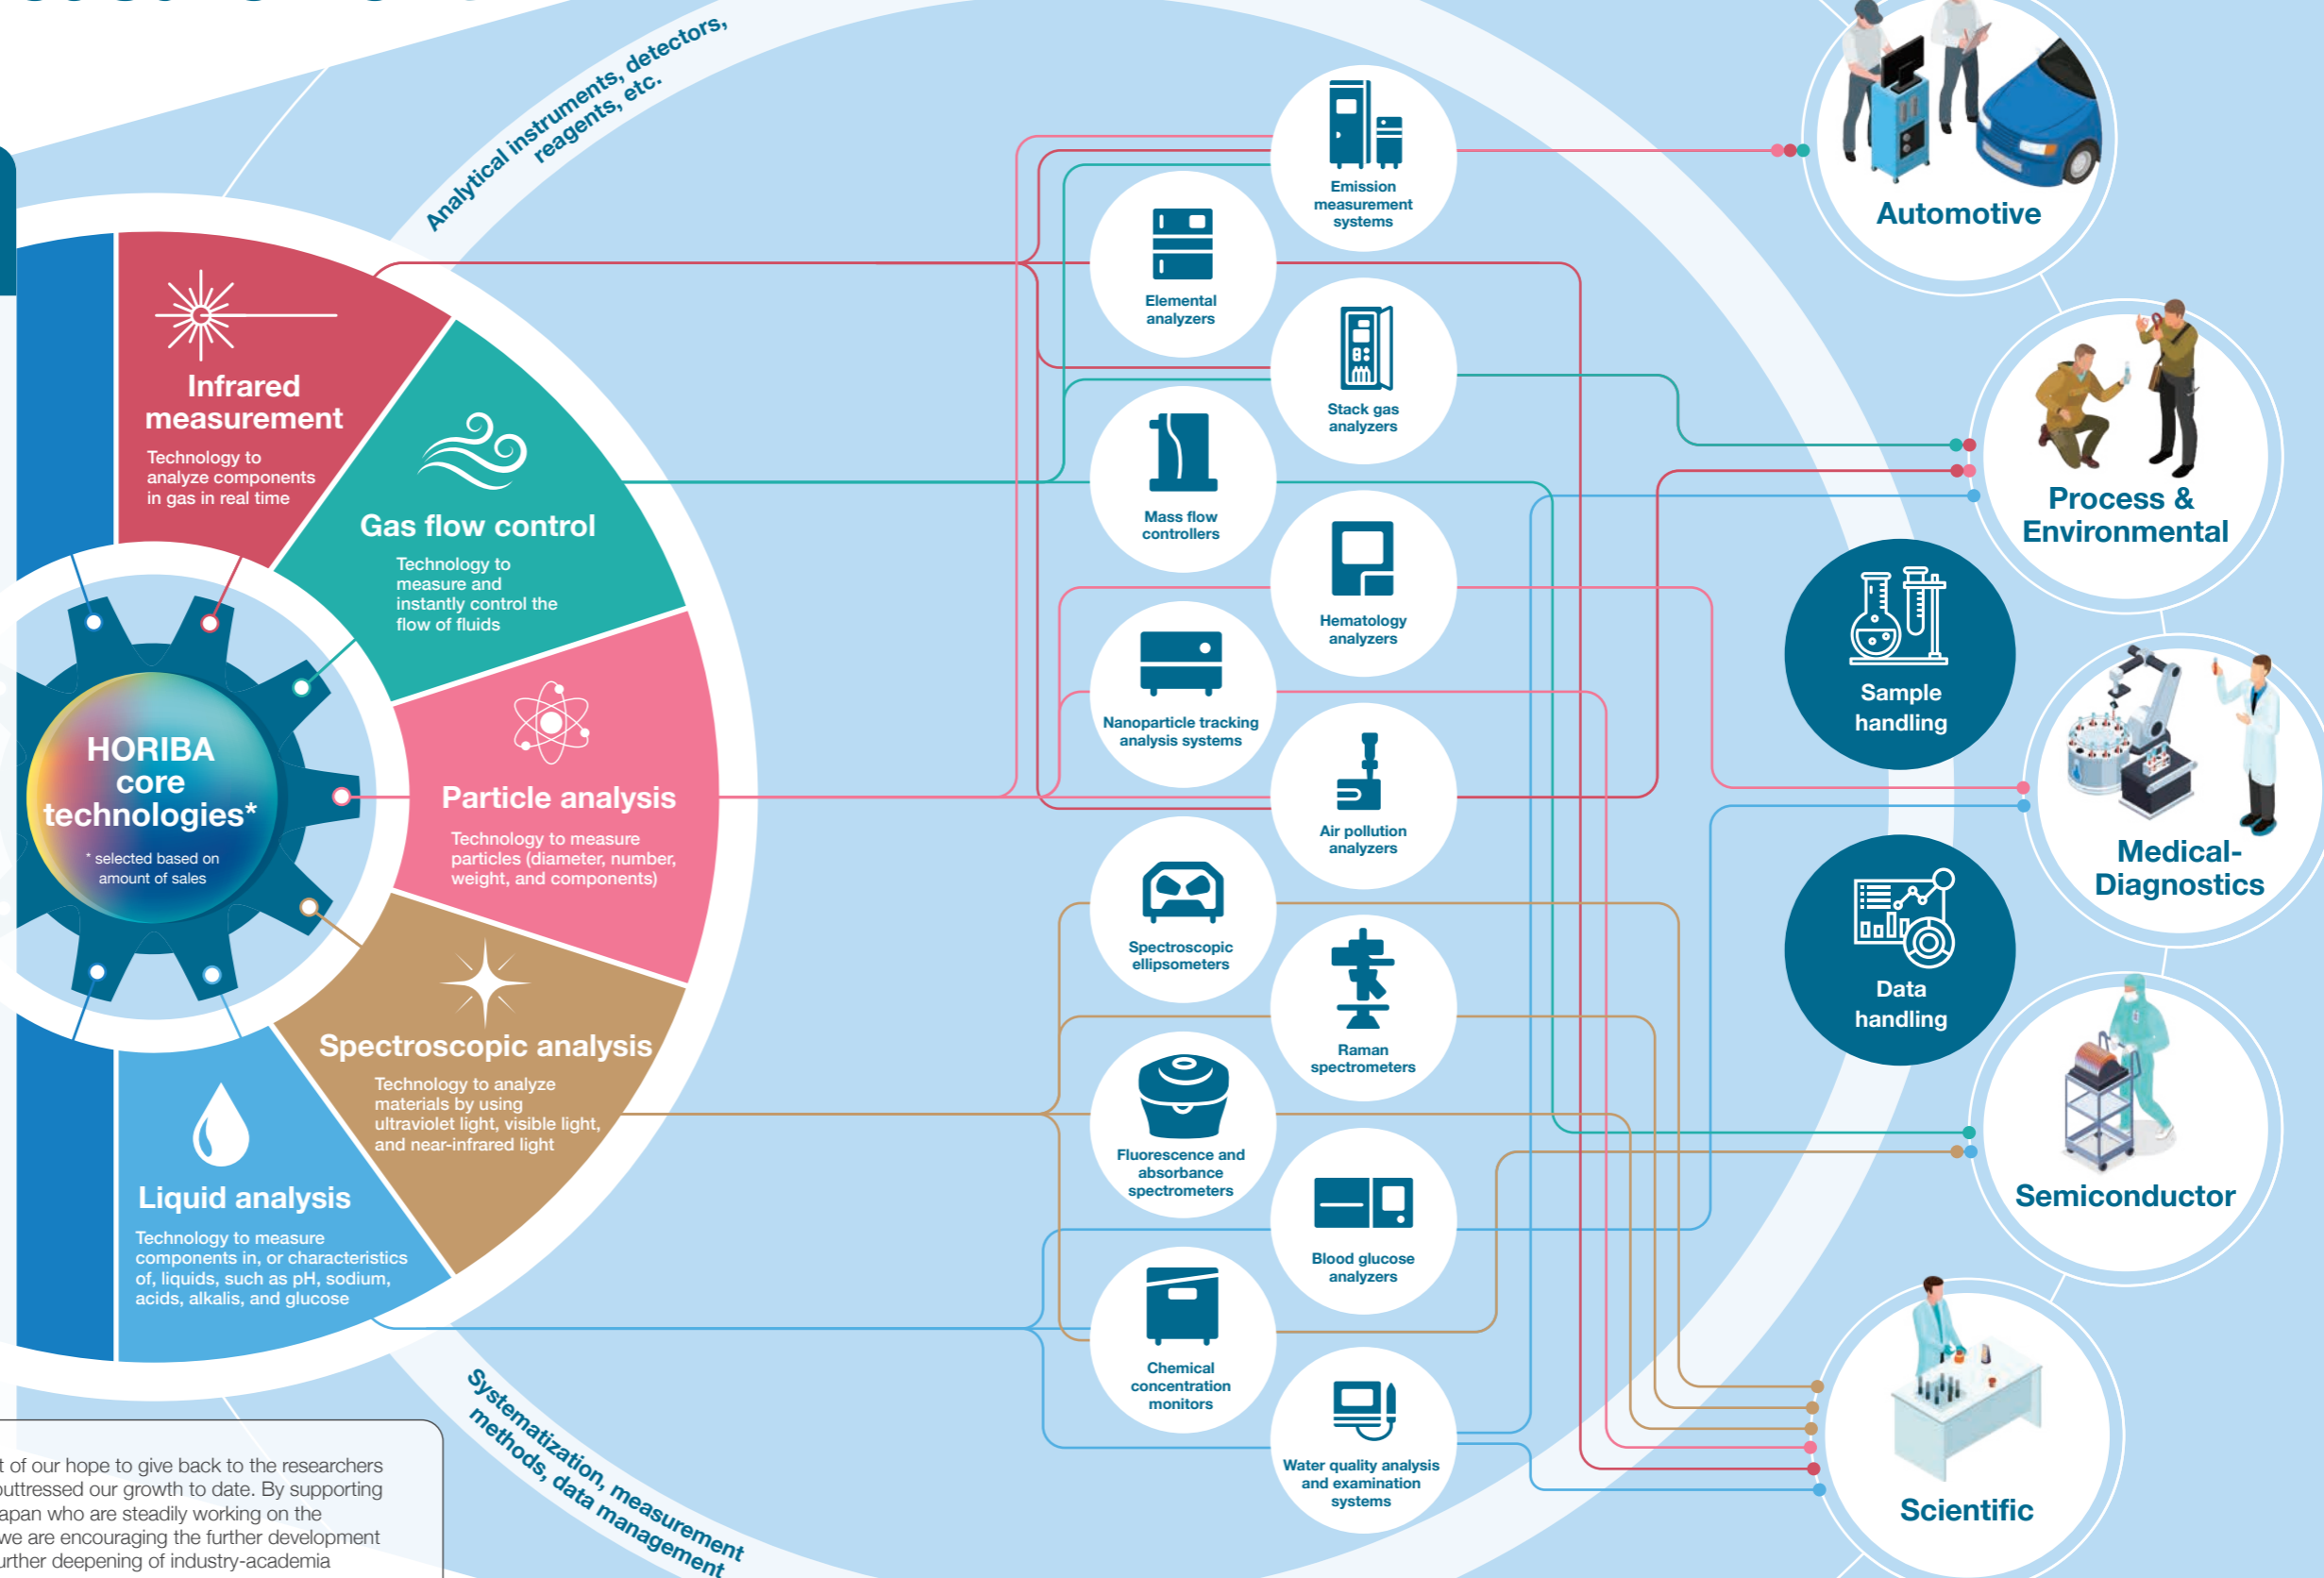 Analytical instruments, detectors,
reagents, etc.
Infrared
measurement
Technology to
analyze components
in gas in real time
Gas flow control
Technology to
measure and
instantly control the
flow of fluids
HORIBA
core
technologies*
* selected based on
amount of sales
Particle analysis
Technology to measure
particles (diameter, number,
weight, and components)
Spectroscopic analysis
Technology to analyze
materials by using
ultraviolet light, visible light,
and near-infrared light
Liquid analysis
Technology to measure
components in, or characteristics
of, liquids, such as pH, sodium,
acids, alkalis, and glucose
Systematization, measurement
methods, data management
Emission
measurement
systems
Elemental
analyzers
Stack gas
analyzers
Mass flow
controllers
Hematology
analyzers
Nanoparticle tracking
analysis systems
Air pollution
analyzers
Spectroscopic
ellipsometers
Raman
spectrometers
Fluorescence and
absorbance
spectrometers
Blood glucose
analyzers
Chemical
concentration
monitors
Water quality analysis
and examination
systems
Automotive
Process &
Environmental
Sample
handling
Medical-
Diagnostics
Data
handling
Semiconductor
Scientific
of our hope to give back to the researchers
our growth to date. By supporting
who are steadily working on the
we are encouraging the further development
deepening of industry-academia